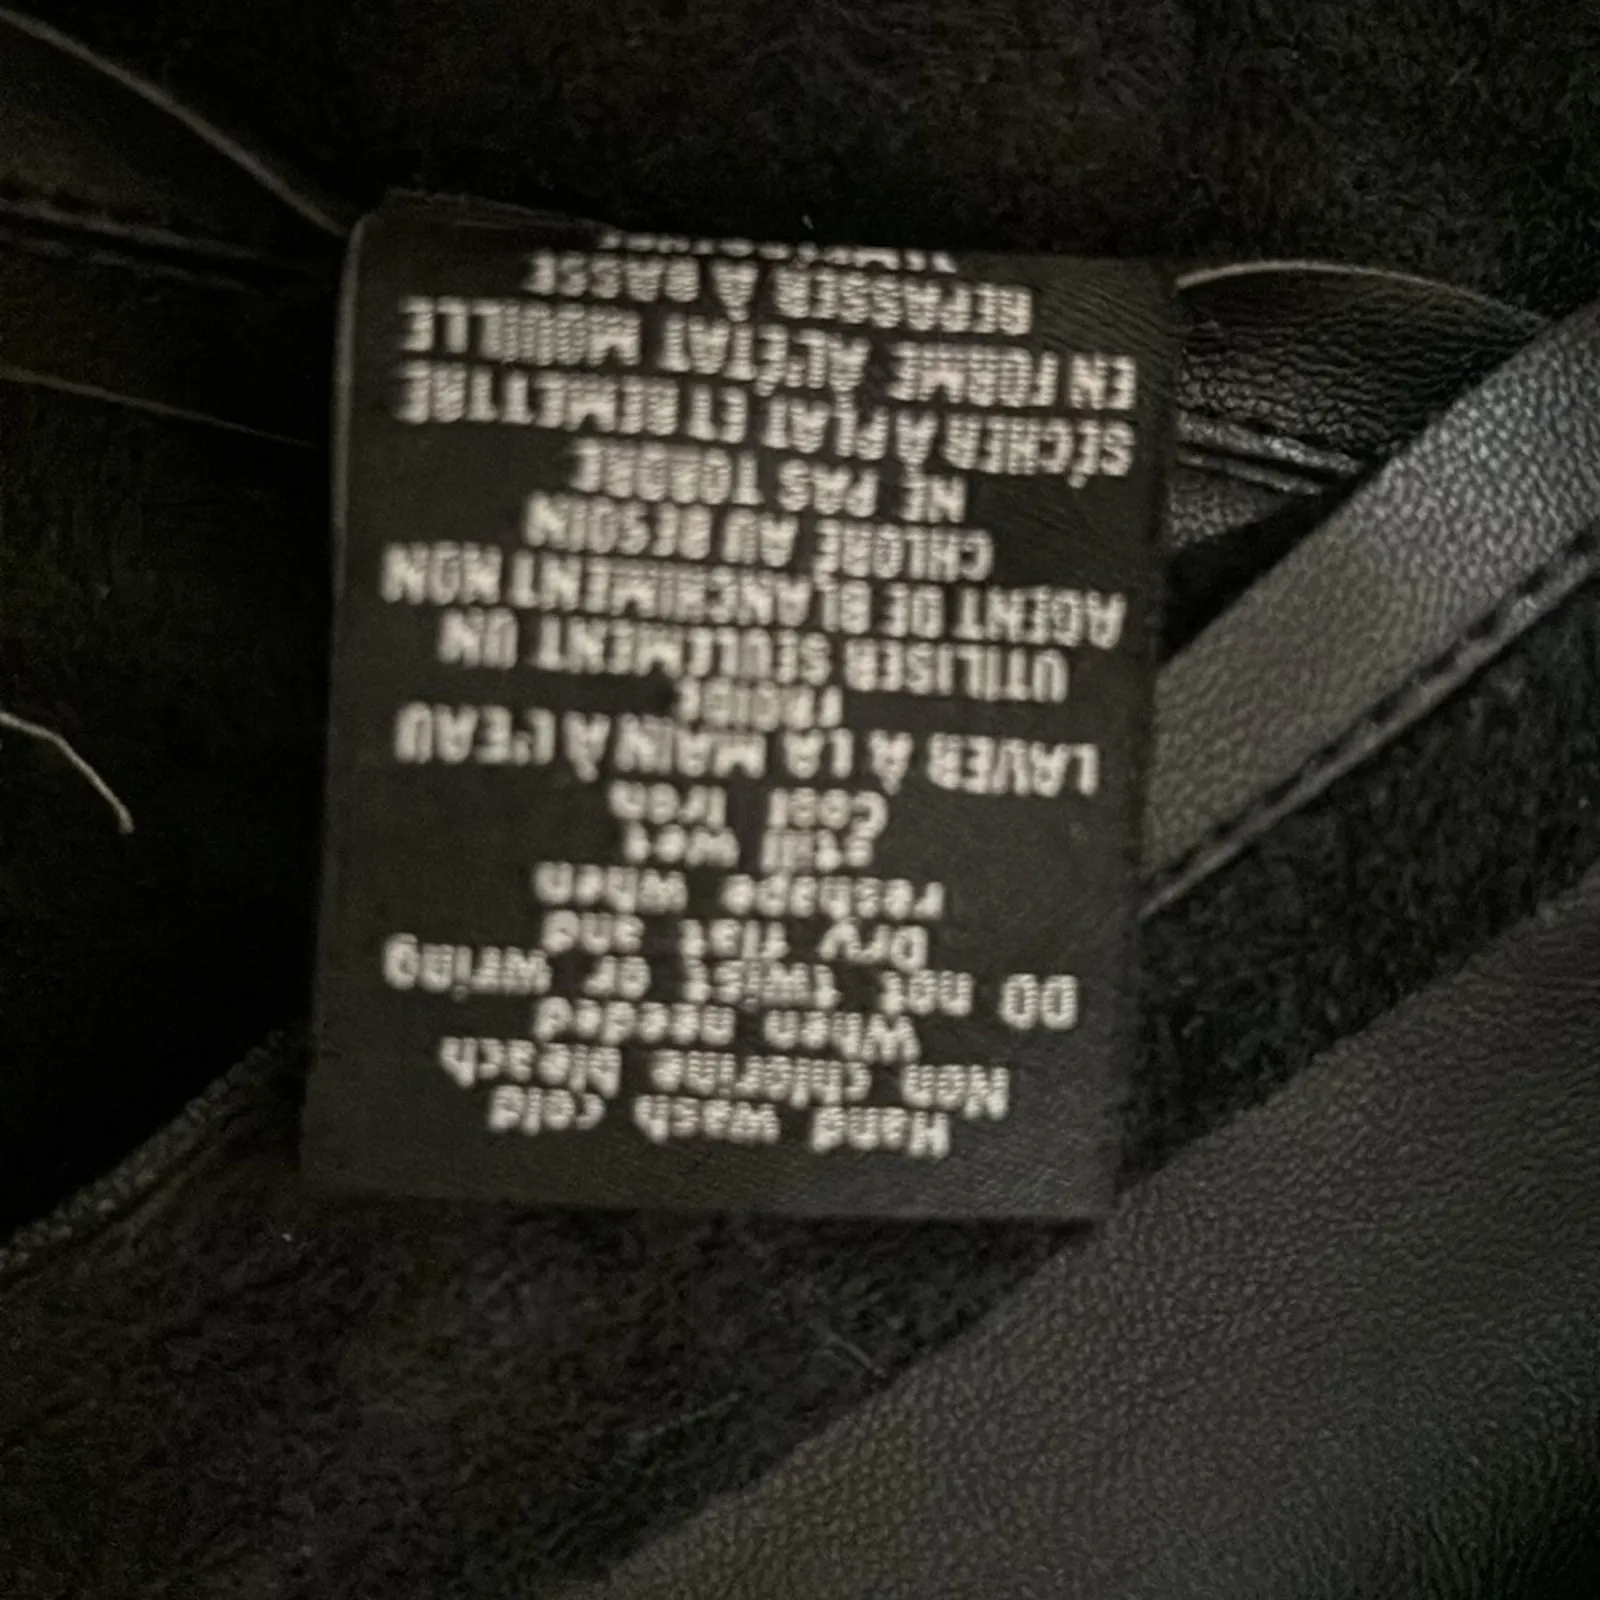 Hand wash cold
Non chlorine bleach
When needed
DO not twist or wring
Dry flat and
reshape when
still wet
Cool Iron
LAVER À LA MAIN À L'EAU
FROIDE
UTILISER SEULEMENT UN
AGENT DE BLANCHIMENT NON
CHLORE AU BESOIN
NE PAS TORDRE
SÉCHER À PLAT ET REMETTRE
EN FORME AL'ÉTAT MOUILLE
REPASSER À BASSE